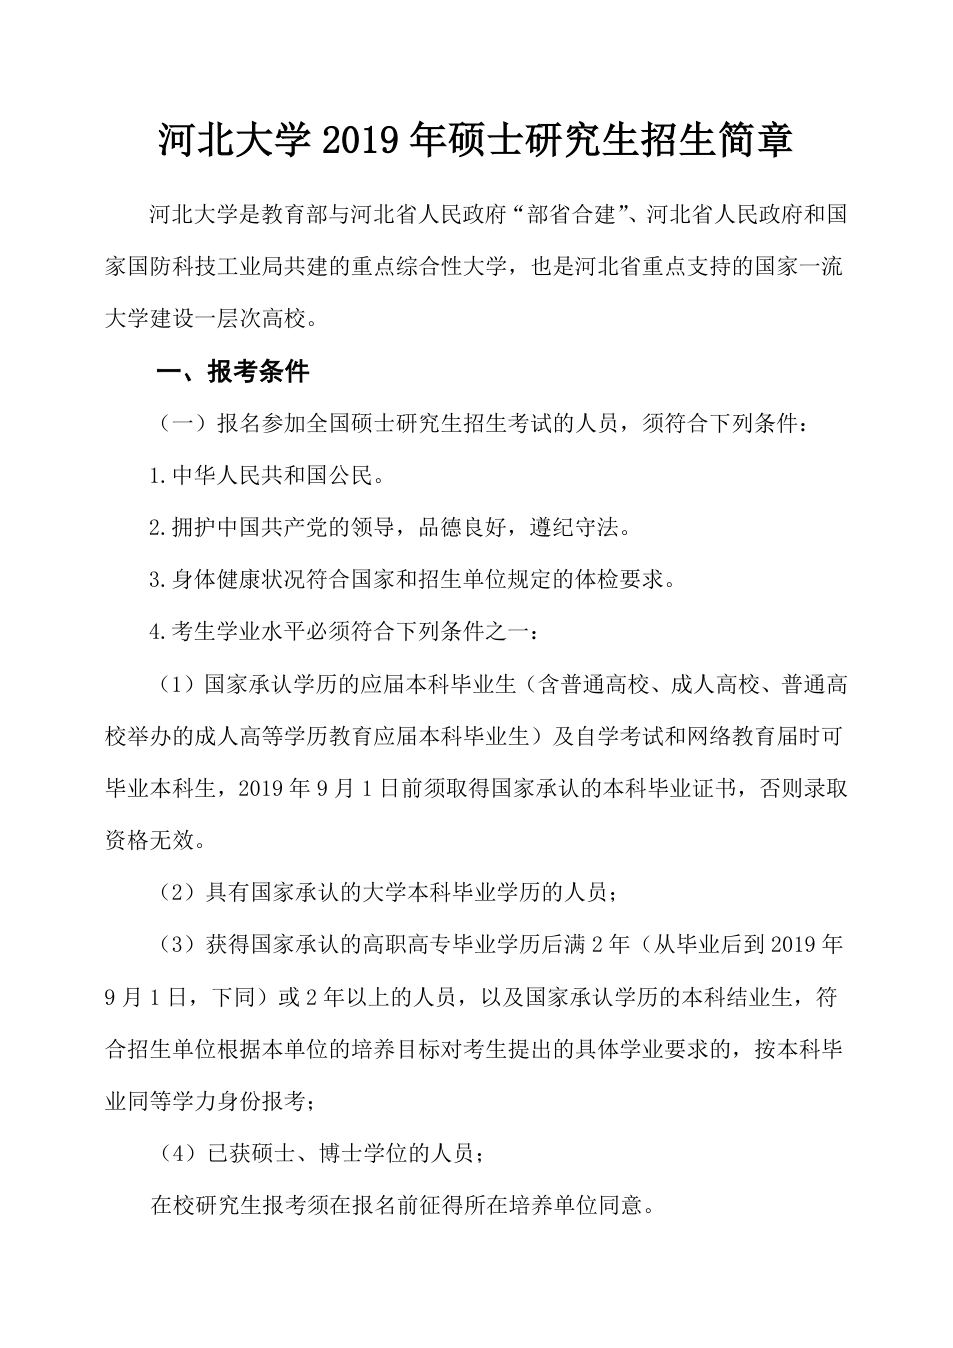 河北大学 2019 年硕士研究生招生简章
河北大学是教育部与河北省人民政府“部省合建”、河北省人民政府和国
家国防科技工业局共建的重点综合性大学，也是河北省重点支持的国家一流
大学建设一层次高校。
一、报考条件
（一）报名参加全国硕士研究生招生考试的人员，须符合下列条件：
1.中华人民共和国公民。
2.拥护中国共产党的领导，品德良好，遵纪守法。
3.身体健康状况符合国家和招生单位规定的体检要求。
4.考生学业水平必须符合下列条件之一：
（1）国家承认学历的应届本科毕业生（含普通高校、成人高校、普通高
校举办的成人高等学历教育应届本科毕业生）及自学考试和网络教育届时可
毕业本科生，2019 年 9 月 1 日前须取得国家承认的本科毕业证书，否则录取
资格无效。
（2）具有国家承认的大学本科毕业学历的人员；
（3）获得国家承认的高职高专毕业学历后满 2 年（从毕业后到 2019 年
9 月 1 日，下同）或 2 年以上的人员，以及国家承认学历的本科结业生，符
合招生单位根据本单位的培养目标对考生提出的具体学业要求的，按本科毕
业同等学力身份报考；
（4）已获硕士、博士学位的人员；
在校研究生报考须在报名前征得所在培养单位同意。